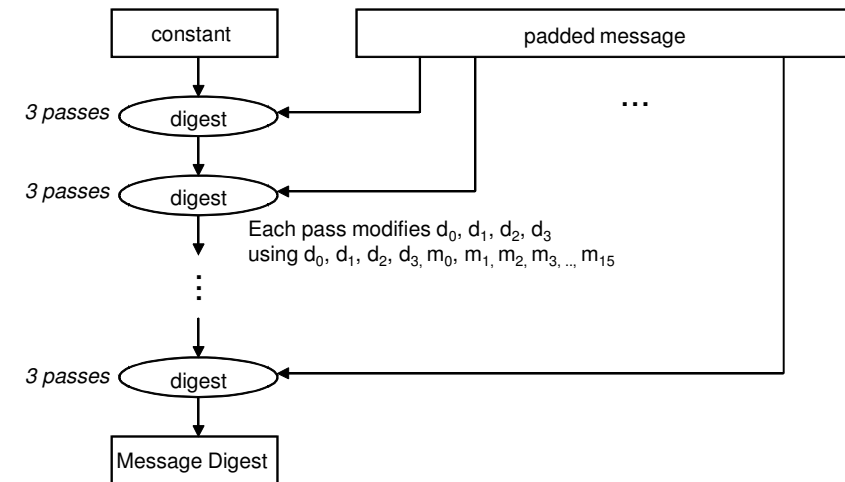 constant
padded message
3 passes
digest
...
3 passes
digest
Each pass modifies d₀, d₁, d₂, d₃
using d₀, d₁, d₂, d₃, m₀, m₁, m₂, m₃, .., m₁₅
...
3 passes
digest
Message Digest